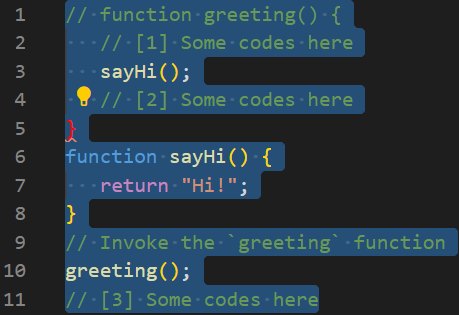 1 // function greeting() {
2 // [1] Some codes here
3 sayHi();
4 // [2] Some codes here
5 }
6 function sayHi() {
7 return "Hi!";
8 }
9 // Invoke the `greeting` function
10 greeting();
11 // [3] Some codes here